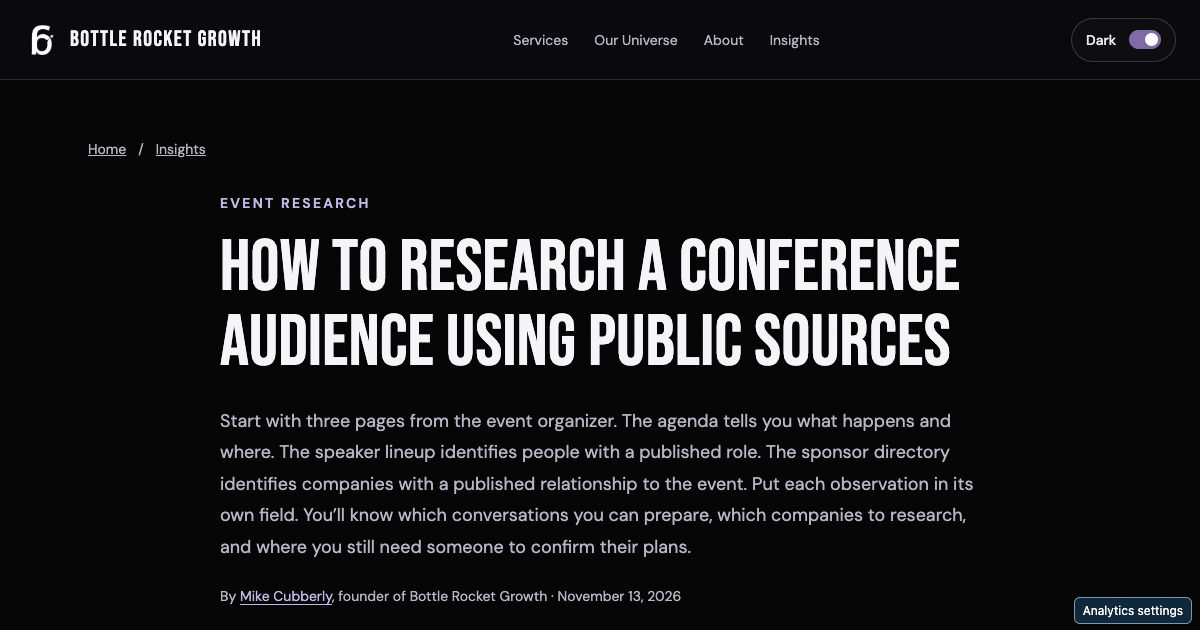 BOTTLE ROCKET GROWTH
Services
Our Universe
About
Insights
Dark
Home / Insights
EVENT RESEARCH
HOW TO RESEARCH A CONFERENCE
AUDIENCE USING PUBLIC SOURCES
Start with three pages from the event organizer. The agenda tells you what happens and
where. The speaker lineup identifies people with a published role. The sponsor directory
identifies companies with a published relationship to the event. Put each observation in its
own field. You’ll know which conversations you can prepare, which companies to research,
and where you still need someone to confirm their plans.
By Mike Cubberly, founder of Bottle Rocket Growth · November 13, 2026
Analytics settings